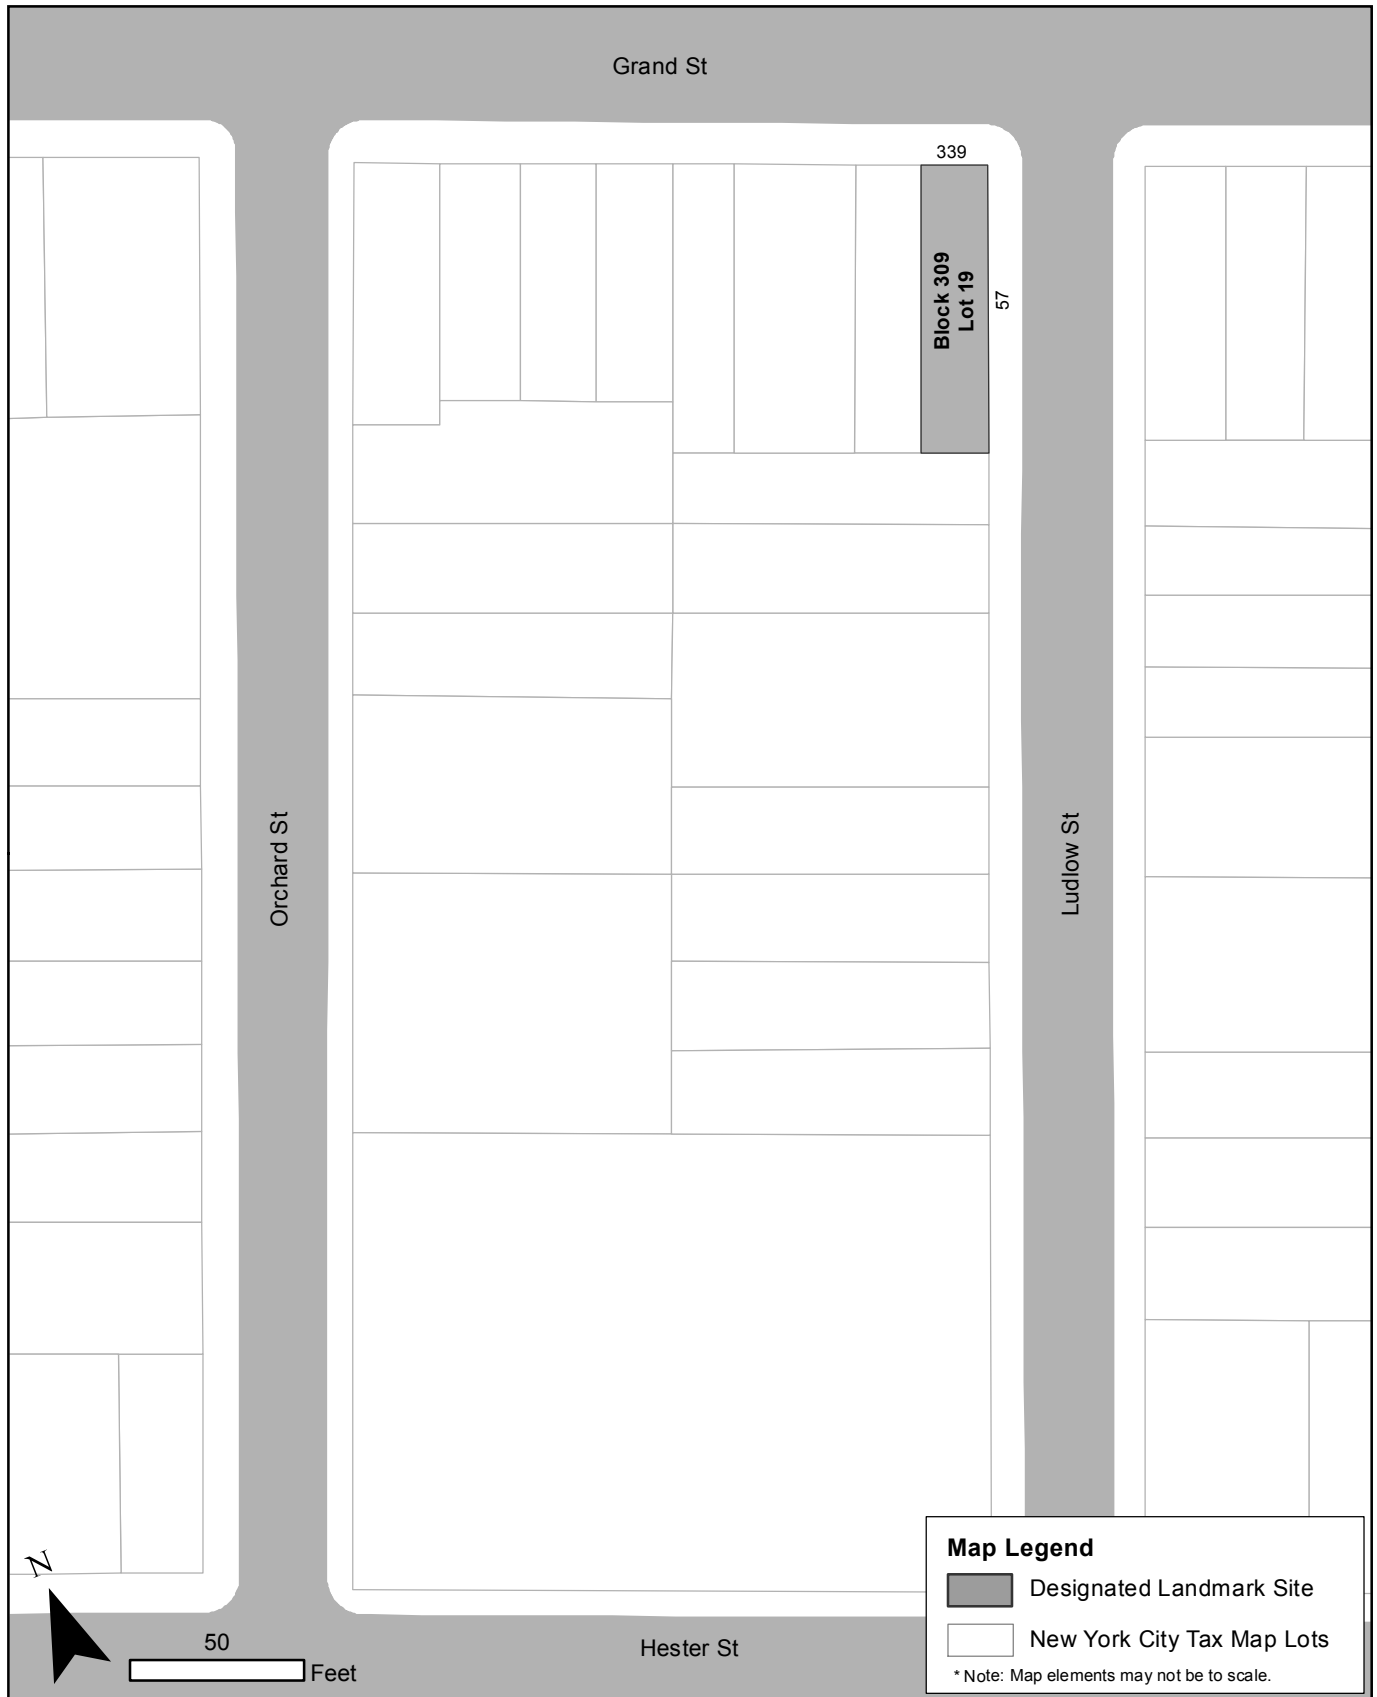 Grand St
339
Block 309
Lot 19
57
Orchard St
Ludlow St
N
50
Feet
Hester St
Map Legend
Designated Landmark Site
New York City Tax Map Lots
* Note: Map elements may not be to scale.